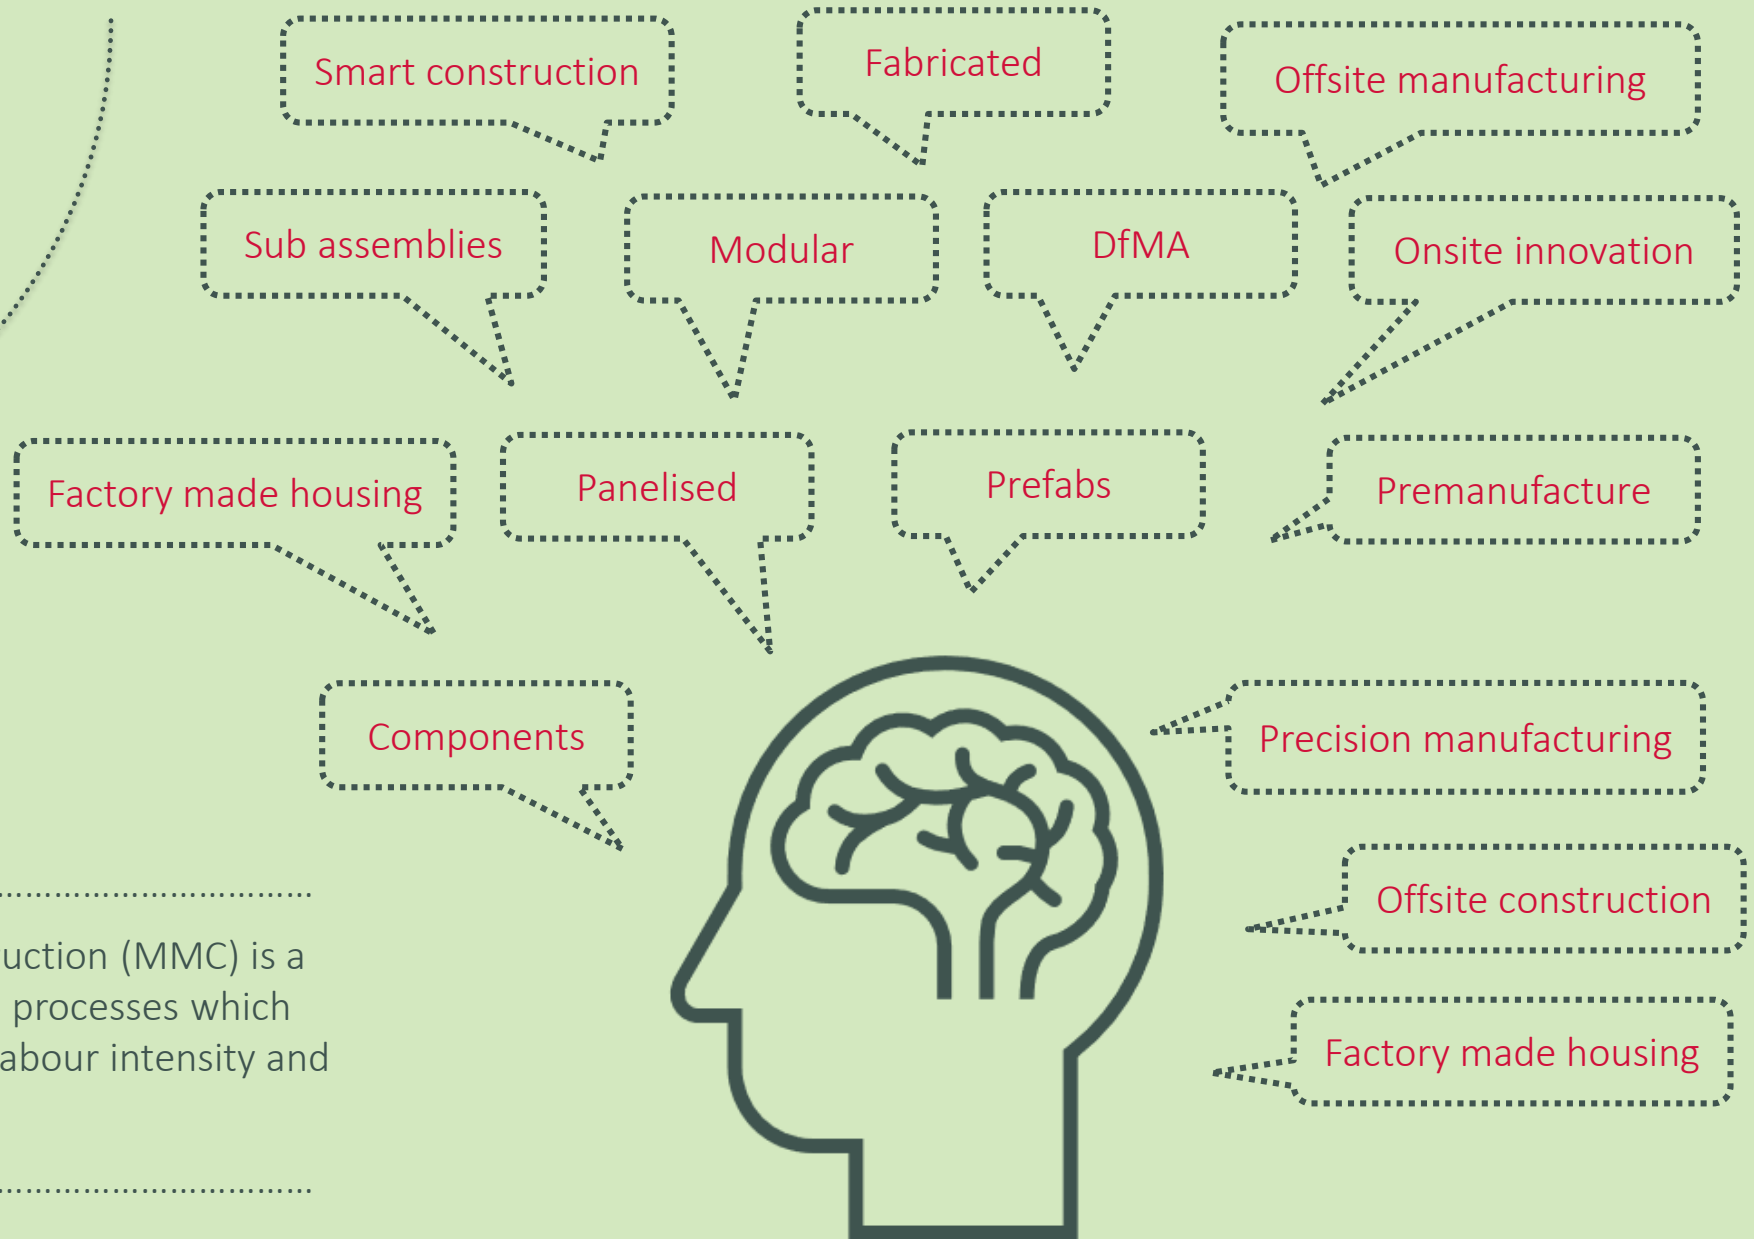 Smart construction
Fabricated
Offsite manufacturing
Sub assemblies
Modular
DfMA
Onsite innovation
Factory made housing
Panelised
Prefabs
Premanufacture
Components
Precision manufacturing
Offsite construction
Factory made housing
uction (MMC) is a
processes which
abour intensity and